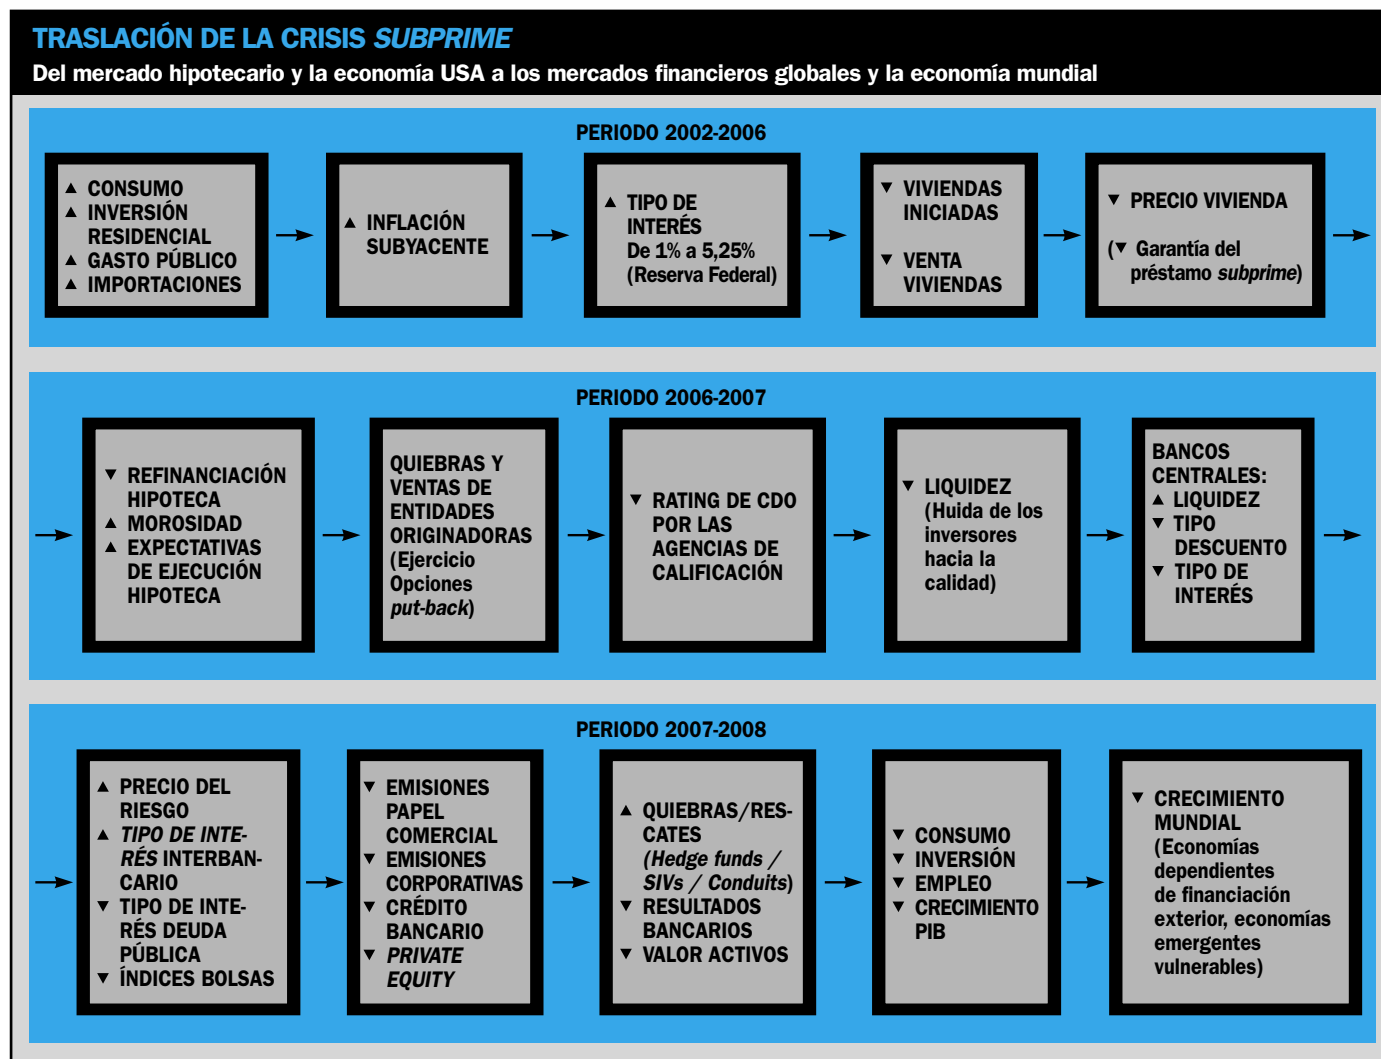 TRASLACIÓN DE LA CRISIS SUBPRIME
Del mercado hipotecario y la economía USA a los mercados financieros globales y la economía mundial
PERIODO 2002-2006
▲ CONSUMO
▲ INVERSIÓN
RESIDENCIAL
▲ GASTO PÚBLICO
▲ IMPORTACIONES
▲ INFLACIÓN
SUBYACENTE
▲ TIPO DE
INTERÉS
De 1% a 5,25%
(Reserva Federal)
▼ VIVIENDAS
INICIADAS
▼ VENTA
VIVIENDAS
▼ PRECIO VIVIENDA
(▼ Garantía del
préstamo subprime)
PERIODO 2006-2007
▼ REFINANCIACIÓN
HIPOTECA
▲ MOROSIDAD
▲ EXPECTATIVAS
DE EJECUCIÓN
HIPOTECA
QUIEBRAS Y
VENTAS DE
ENTIDADES
ORIGINADORAS
(Ejercicio
Opciones
put-back)
▼ RATING DE CDO
POR LAS
AGENCIAS DE
CALIFICACIÓN
▼ LIQUIDEZ
(Huida de los
inversores
hacia la
calidad)
BANCOS
CENTRALES:
▲ LIQUIDEZ
▼ TIPO
DESCUENTO
▼ TIPO DE
INTERÉS
PERIODO 2007-2008
▲ PRECIO DEL
RIESGO
▲ TIPO DE INTE-
RÉS INTERBAN-
CARIO
▼ TIPO DE INTE-
RÉS DEUDA
PÚBLICA
▼ ÍNDICES BOLSAS
▼ EMISIONES
PAPEL
COMERCIAL
▼ EMISIONES
CORPORATIVAS
▼ CRÉDITO
BANCARIO
▼ PRIVATE
EQUITY
▲ QUIEBRAS/RES-
CATES
(Hedge funds /
SIVs / Conduits)
▼ RESULTADOS
BANCARIOS
▼ VALOR ACTIVOS
▼ CONSUMO
▼ INVERSIÓN
▼ EMPLEO
▼ CRECIMIENTO
PIB
▼ CRECIMIENTO
MUNDIAL
(Economías
dependientes
de financiación
exterior, economías
emergentes
vulnerables)